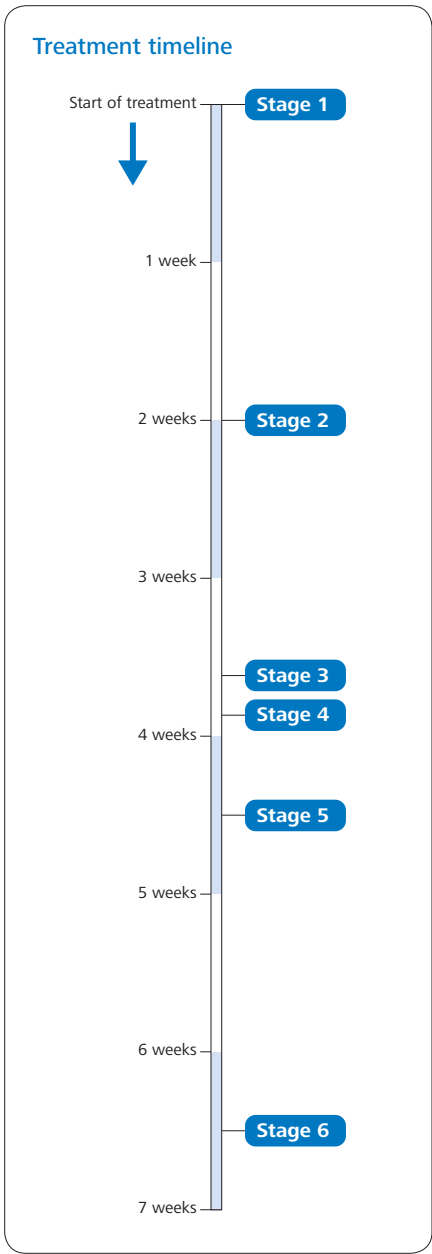 Treatment timeline
Start of treatment
Stage 1
1 week
2 weeks
Stage 2
3 weeks
Stage 3
Stage 4
4 weeks
Stage 5
5 weeks
6 weeks
Stage 6
7 weeks